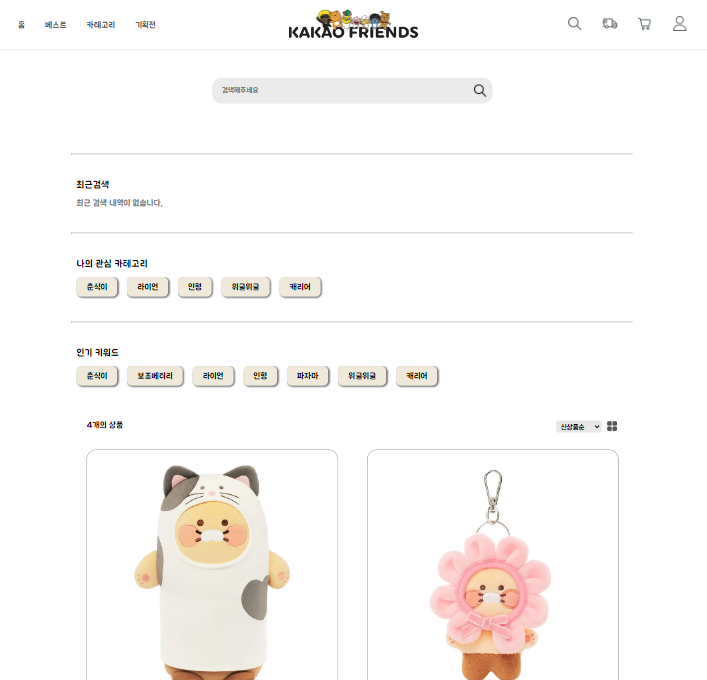 홈 베스트 카테고리 기획전
KAKAO FRIENDS
검색해주세요
최근검색
최근 검색 내역이 없습니다.
나의 관심 카테고리
춘식이 라이언 인형 위글위글 캐리어
인기 키워드
춘식이 보조배터리 라이언 인형 파자마 위글위글 캐리어
4개의 상품
신상품순